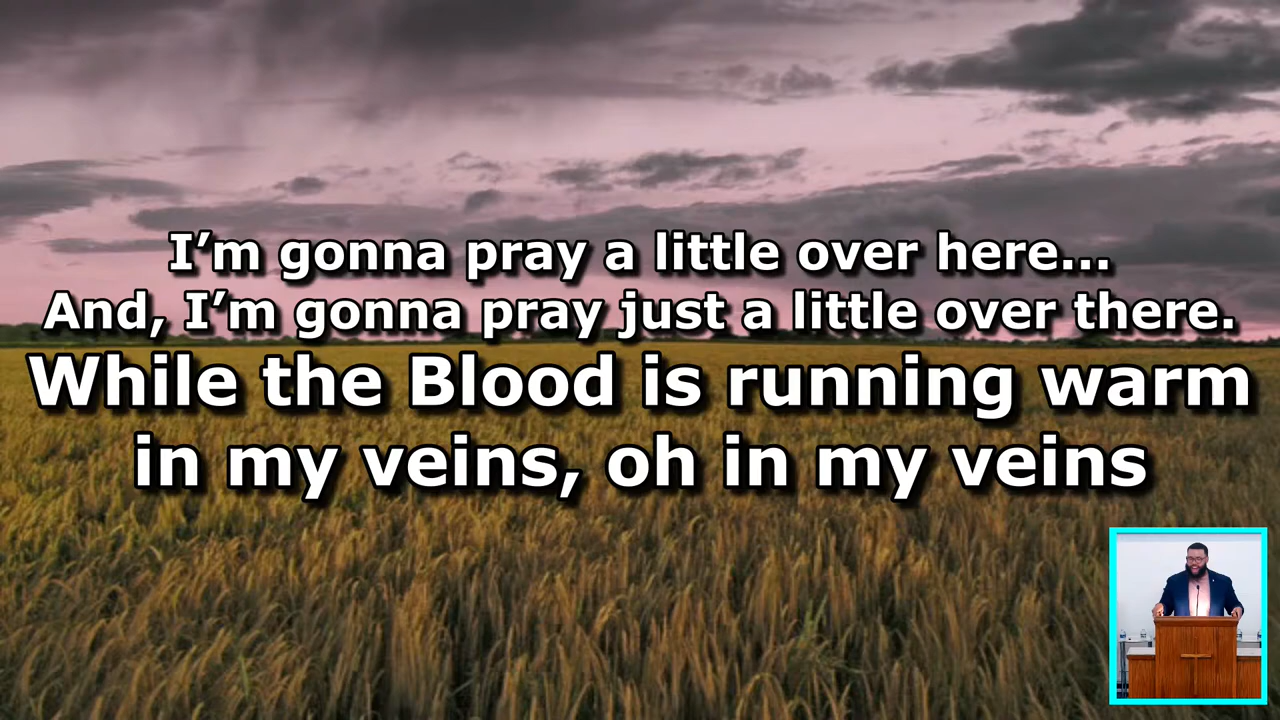 I’m gonna pray a little over here...
And, I’m gonna pray just a little over there.
While the Blood is running warm
in my veins, oh in my veins